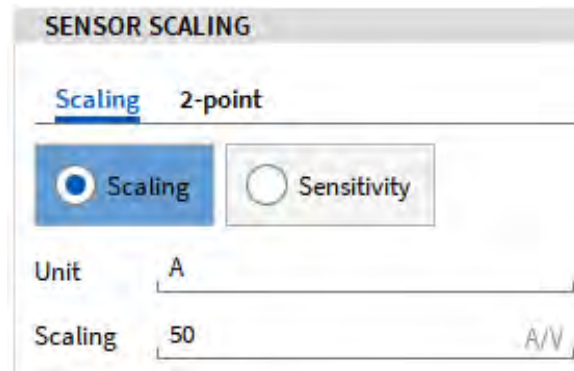 SENSOR SCALING
Scaling 2-point
Scaling Sensitivity
Unit A
Scaling 50 A/V